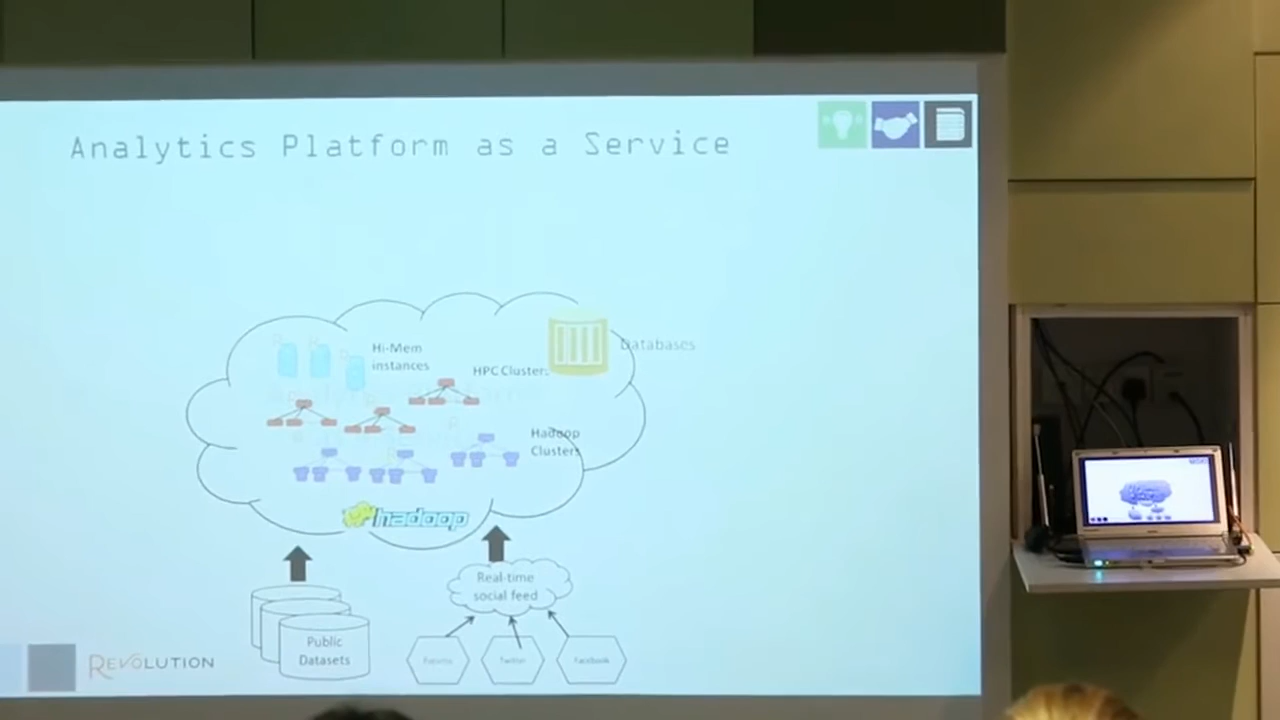 Analytics Platform as a Service
Hi-Mem
instances
HPC Clusters
Databases
Hadoop
Clusters
hadoop
Real-time
social feed
Public
Datasets
Twitter
Facebook
REVOLUTION